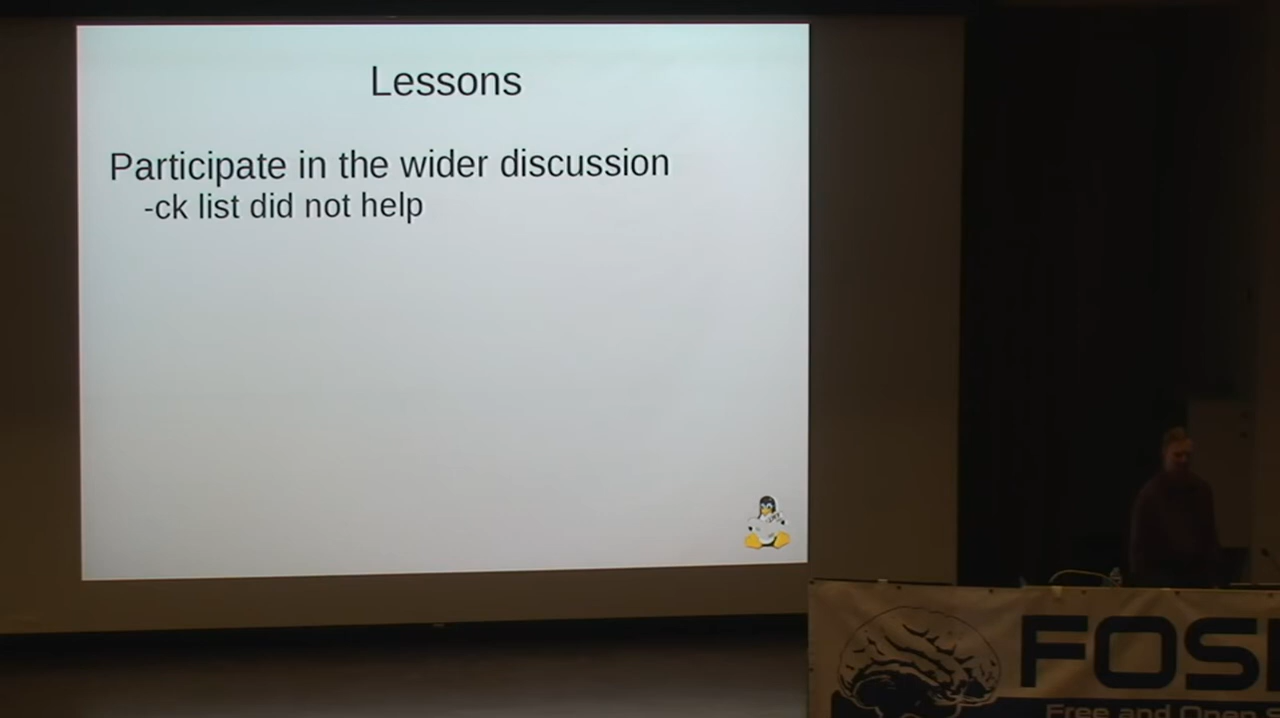 Lessons
Participate in the wider discussion
-ck list did not help
FOS
Free and Open S